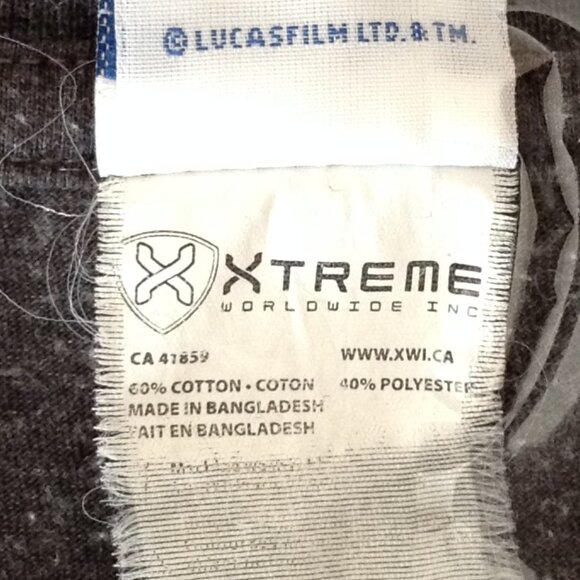 © LUCASFILM LTD. & TM.
XTREME
WORLDWIDE INC
CA 41859 WWW.XWI.CA
60% COTTON • COTON 40% POLYESTER
MADE IN BANGLADESH
FAIT EN BANGLADESH